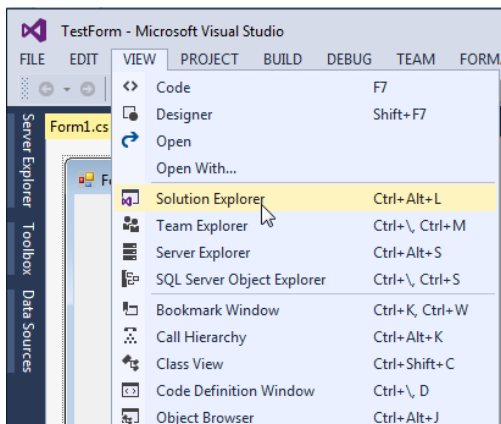 TestForm - Microsoft Visual Studio
FILE EDIT VIEW PROJECT BUILD DEBUG TEAM
Code F7
Designer Shift+F7
Form1.cs
Open
Open With...
Solution Explorer Ctrl+Alt+L
Team Explorer Ctrl+\, Ctrl+M
Server Explorer Ctrl+Alt+S
SQL Server Object Explorer Ctrl+\, Ctrl+S
Bookmark Window Ctrl+K, Ctrl+W
Call Hierarchy Ctrl+Alt+K
Class View Ctrl+Shift+C
Code Definition Window Ctrl+\, D
Object Browser Ctrl+Alt+J
Server Explorer
Toolbox
Data Sources